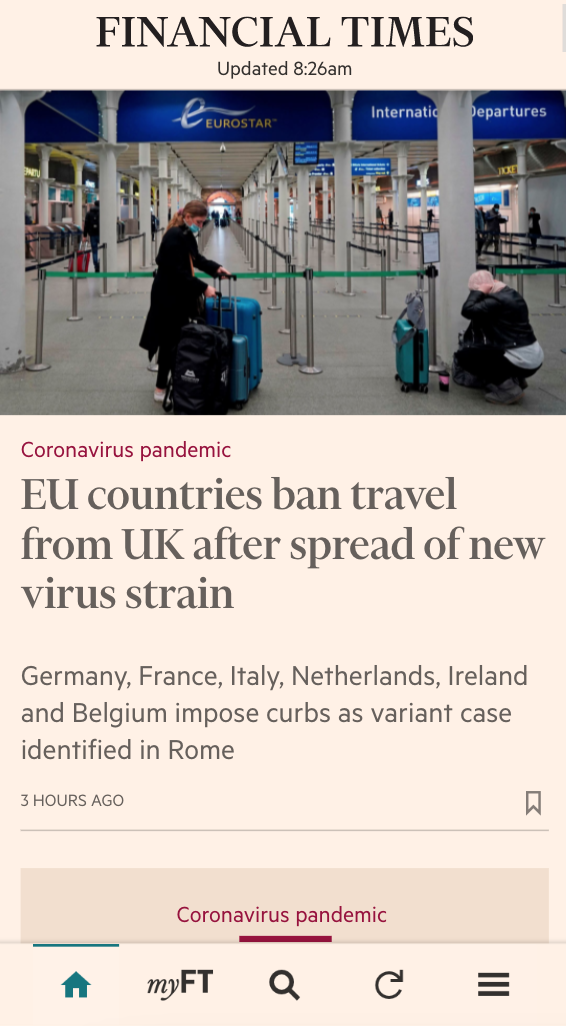 FINANCIAL TIMES
Updated 8:26am
EUROSTAR™
Internatio
Departures
Coronavirus pandemic
EU countries ban travel
from UK after spread of new
virus strain
Germany, France, Italy, Netherlands, Ireland
and Belgium impose curbs as variant case
identified in Rome
3 HOURS AGO
Coronavirus pandemic
myFT